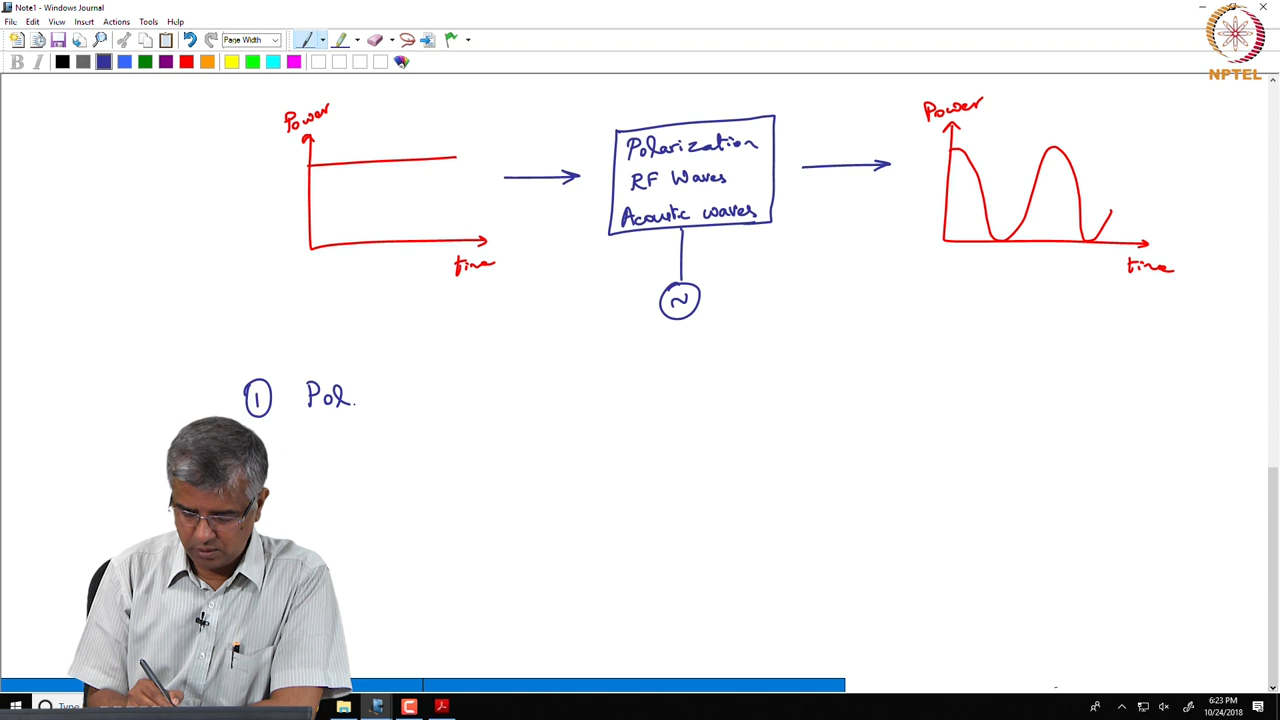 Note1 - Windows Journal
File Edit View Insert Actions Tools Help
Page Width
B I
NPTEL
Power
time
Polarization
RF Waves
Acoustic waves
~
Power
time
1 Pol.
Type
6:23 PM
10/24/2018